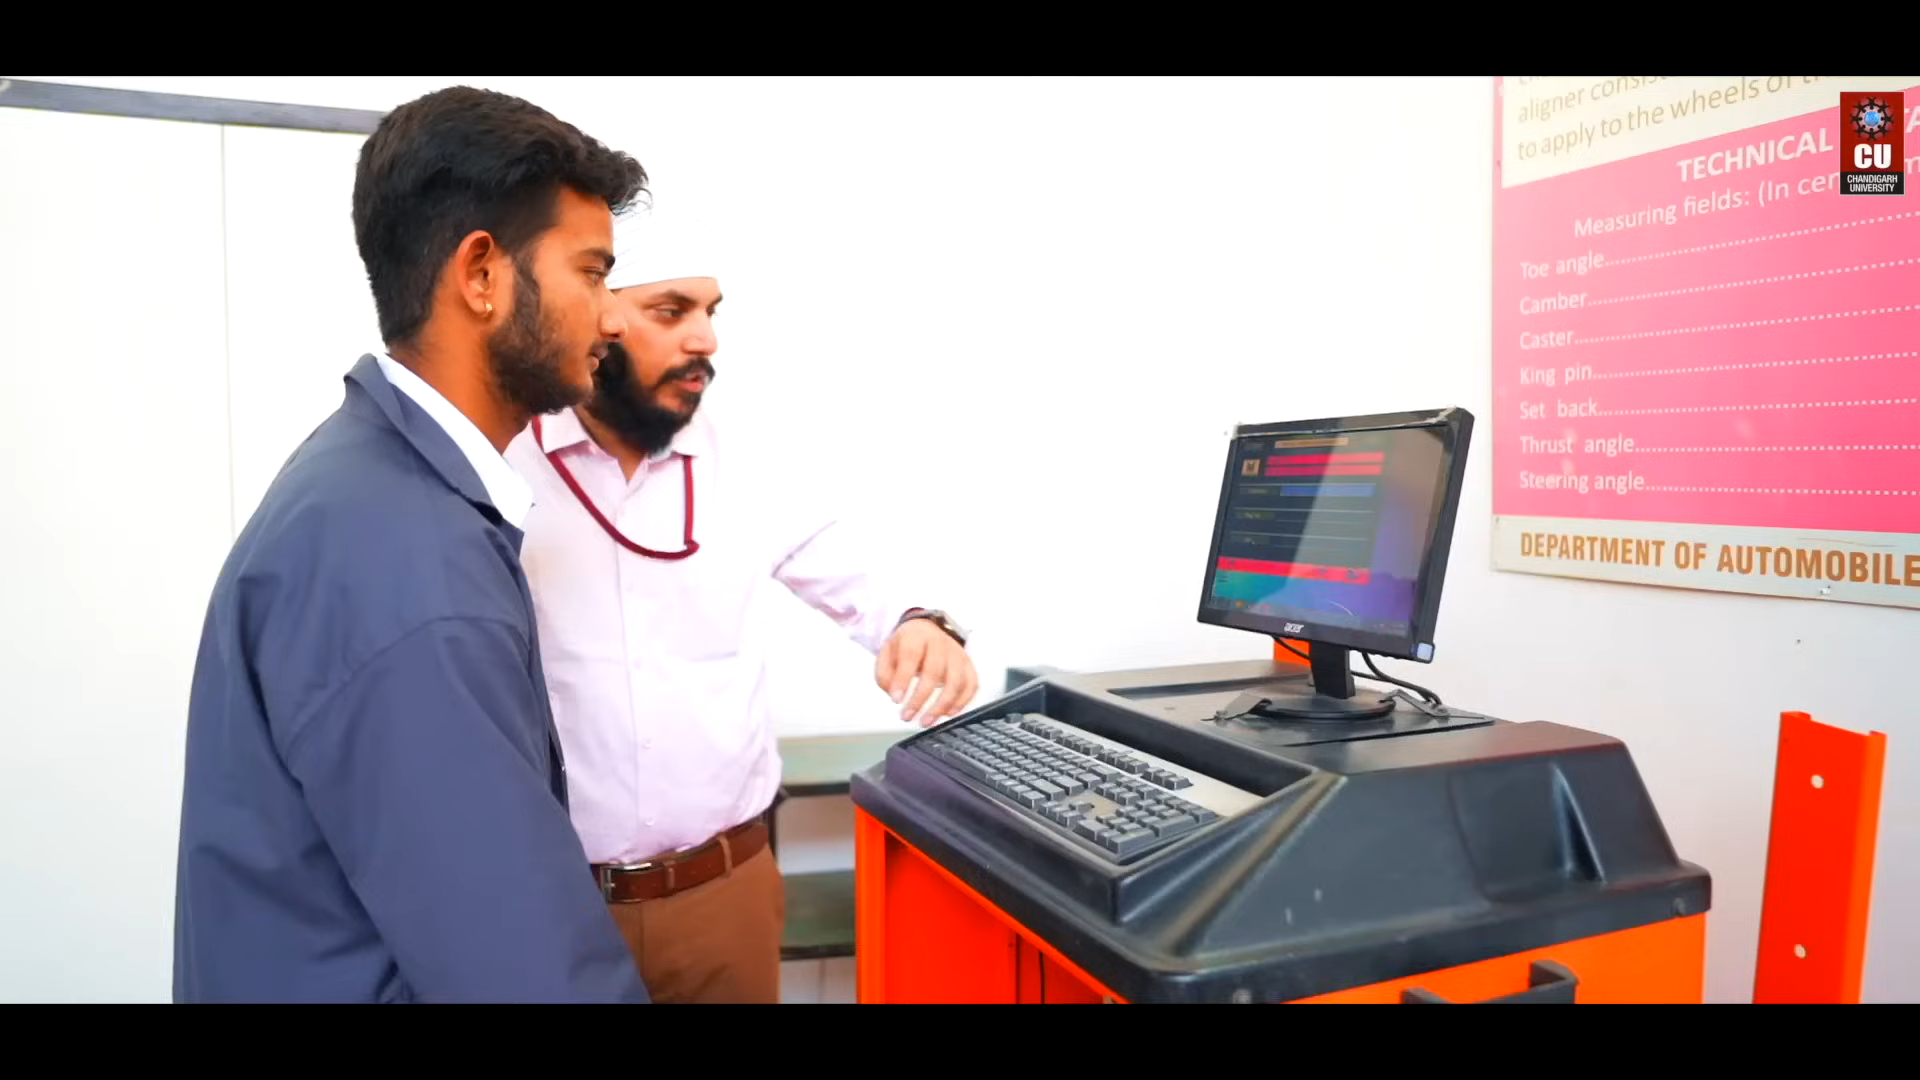 aligner consis
to apply to the wheels of t
TECHNICAL
Measuring fields: (In cen
Toe angle
Camber
Caster
King pin
Set back
Thrust angle
Steering angle
DEPARTMENT OF AUTOMOBILE
CU
CHANDIGARH
UNIVERSITY
acer